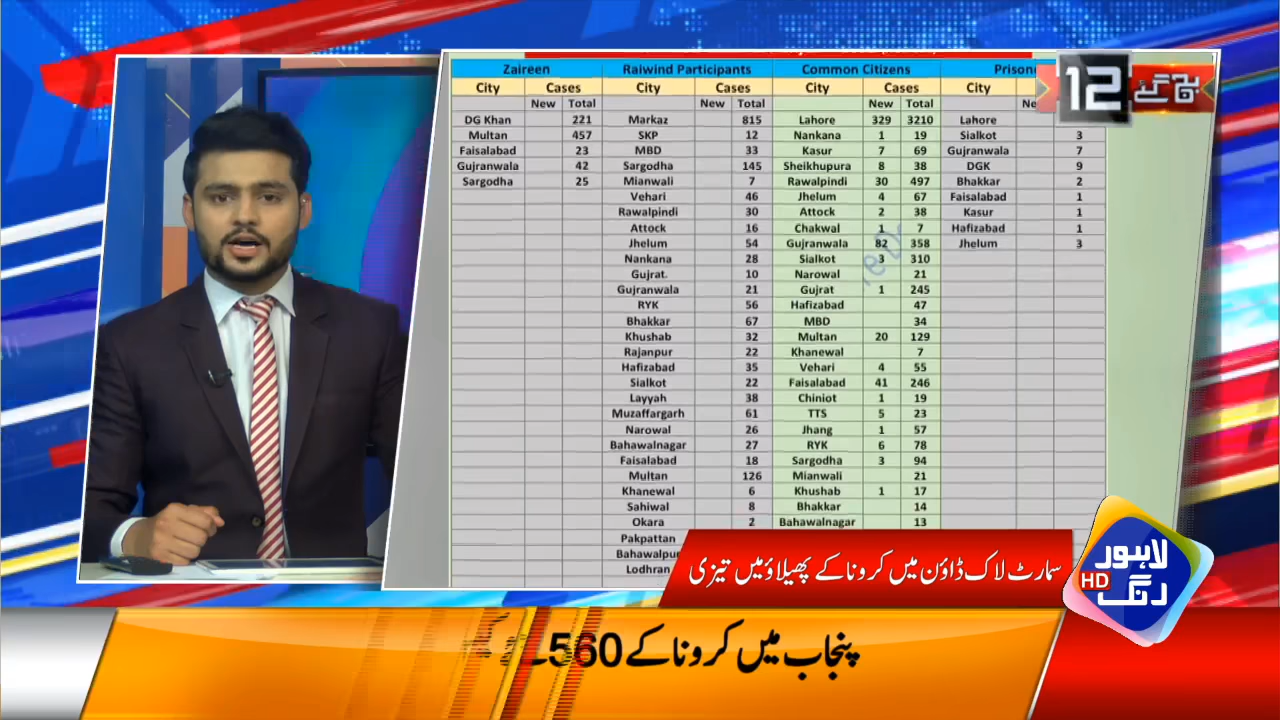 Zaireen Raiwind Participants Common Citizens
City Cases City Cases City Cases City
New Total New Total New Total
DG Khan 221 Markaz 815 Lahore 329 3210 Lahore
Multan 457 SKP 12 Nankana 1 19 Sialkot 3
Faisalabad 23 MBD 33 Kasur 7 69 Gujranwala 7
Gujranwala 42 Sargodha 145 Sheikhupura 8 38 DGK 9
Sargodha 25 Mianwali 7 Rawalpindi 30 497 Bhakkar 2
Vehari 46 Jhelum 4 67 Faisalabad 1
Rawalpindi 30 Attock 2 38 Kasur 1
Attock 16 Chakwal 1 7 Hafizabad 1
Jhelum 54 Gujranwala 82 358 Jhelum 3
Nankana 28 Sialkot 3 310
Gujrat. 10 Narowal 21
Gujranwala 21 Gujrat 1 245
RYK 56 Hafizabad 47
Bhakkar 67 MBD 34
Khushab 32 Multan 20 129
Rajanpur 22 Khanewal 7
Hafizabad 35 Vehari 4 55
Sialkot 22 Faisalabad 41 246
Layyah 38 Chiniot 1 19
Muzaffargarh 61 TTS 5 23
Narowal 26 Jhang 1 57
Bahawalnagar 27 RYK 6 78
Faisalabad 18 Sargodha 3 94
Multan 126 Mianwali 21
Khanewal 6 Khushab 1 17
Sahiwal 8 Bhakkar 14
Okara 2 Bahawalnagar 13
Pakpattan
Lodhran
12 بج گئے
سمارٹ لاک ڈاؤن میں کرونا کے پھیلاؤ میں تیزی
لاہور
HD رنگ
پنجاب میں کرونا کے 560